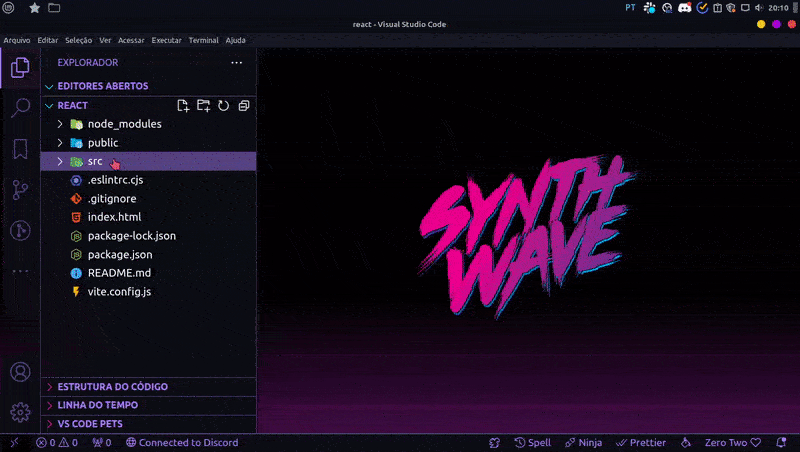 PT
20:10
react - Visual Studio Code
Arquivo Editar Seleção Ver Acessar Executar Terminal Ajuda
EXPLORADOR
EDITORES ABERTOS
REACT
node_modules
public
src
.eslintrc.cjs
.gitignore
index.html
package-lock.json
package.json
README.md
vite.config.js
SYNTH
WAVE
ESTRUTURA DO CÓDIGO
LINHA DO TEMPO
VS CODE PETS
0 0 0 Connected to Discord Spell Ninja Prettier Zero Two